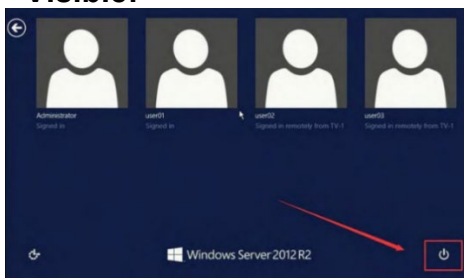 visible.
Administrator
Signed in
user01
Signed in
user02
Signed in remotely from TV-1
user03
Signed in remotely from TV-1
Windows Server 2012 R2